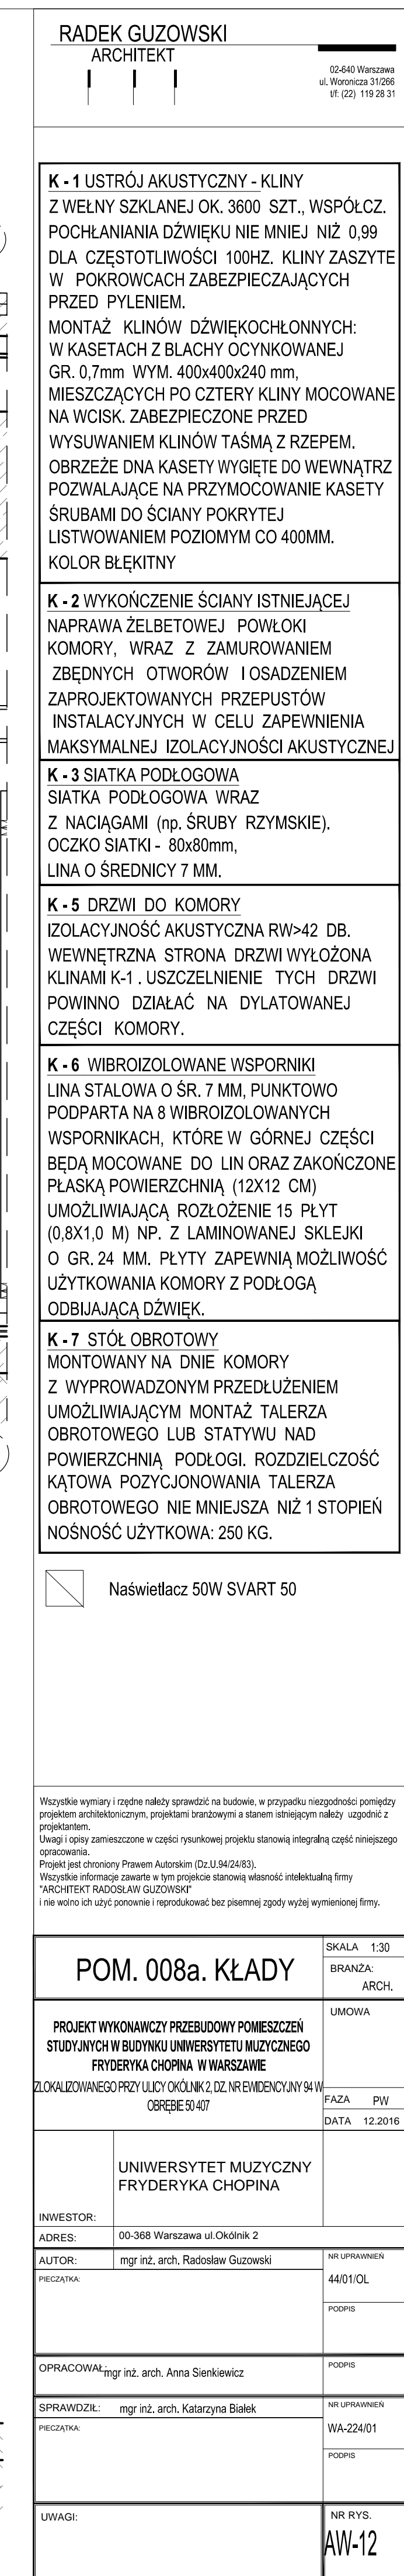 RADEK GUZOWSKI
ARCHITEKT
02-640 Warszawa
ul. Woronicza 31/266
t/f: (22) 119 28 31
K - 1 USTRÓJ AKUSTYCZNY - KLINY
Z WEŁNY SZKLANEJ OK. 3600 SZT., WSPÓŁCZ.
POCHŁANIANIA DŹWIĘKU NIE MNIEJ NIŻ 0,99
DLA CZĘSTOTLIWOŚCI 100HZ. KLINY ZASZYTE
W POKROWCACH ZABEZPIECZAJĄCYCH
PRZED PYLENIEM.
MONTAŻ KLINÓW DŹWIĘKOCHŁONNYCH:
W KASETACH Z BLACHY OCYNKOWANEJ
GR. 0,7mm WYM. 400x400x240 mm,
MIESZCZĄCYCH PO CZTERY KLINY MOCOWANE
NA WCISK. ZABEZPIECZONE PRZED
WYSUWANIEM KLINÓW TAŚMĄ Z RZEPEM.
OBRZEŻE DNA KASETY WYGIĘTE DO WEWNĄTRZ
POZWALAJĄCE NA PRZYMOCOWANIE KASETY
ŚRUBAMI DO ŚCIANY POKRYTEJ
LISTWOWANIEM POZIOMYM CO 400MM.
KOLOR BŁĘKITNY
K - 2 WYKOŃCZENIE ŚCIANY ISTNIEJĄCEJ
NAPRAWA ŻELBETOWEJ POWŁOKI
KOMORY, WRAZ Z ZAMUROWANIEM
ZBĘDNYCH OTWORÓW I OSADZENIEM
ZAPROJEKTOWANYCH PRZEPUSTÓW
INSTALACYJNYCH W CELU ZAPEWNIENIA
MAKSYMALNEJ IZOLACYJNOŚCI AKUSTYCZNEJ
K - 3 SIATKA PODŁOGOWA
SIATKA PODŁOGOWA WRAZ
Z NACIĄGAMI (np. ŚRUBY RZYMSKIE).
OCZKO SIATKI - 80x80mm,
LINA O ŚREDNICY 7 MM.
K - 5 DRZWI DO KOMORY
IZOLACYJNOŚĆ AKUSTYCZNA RW>42 DB.
WEWNĘTRZNA STRONA DRZWI WYŁOŻONA
KLINAMI K-1 . USZCZELNIENIE TYCH DRZWI
POWINNO DZIAŁAĆ NA DYLATOWANEJ
CZĘŚCI KOMORY.
K - 6 WIBROIZOLOWANE WSPORNIKI
LINA STALOWA O ŚR. 7 MM, PUNKTOWO
PODPARTA NA 8 WIBROIZOLOWANYCH
WSPORNIKACH, KTÓRE W GÓRNEJ CZĘŚCI
BĘDĄ MOCOWANE DO LIN ORAZ ZAKOŃCZONE
PŁASKĄ POWIERZCHNIĄ (12X12 CM)
UMOŻLIWIAJĄCĄ ROZŁOŻENIE 15 PŁYT
(0,8X1,0 M) NP. Z LAMINOWANEJ SKLEJKI
O GR. 24 MM. PŁYTY ZAPEWNIĄ MOŻLIWOŚĆ
UŻYTKOWANIA KOMORY Z PODŁOGĄ
ODBIJAJĄCĄ DŹWIĘK.
K - 7 STÓŁ OBROTOWY
MONTOWANY NA DNIE KOMORY
Z WYPROWADZONYM PRZEDŁUŻENIEM
UMOŻLIWIAJĄCYM MONTAŻ TALERZA
OBROTOWEGO LUB STATYWU NAD
POWIERZCHNIĄ PODŁOGI. ROZDZIELCZOŚĆ
KĄTOWA POZYCJONOWANIA TALERZA
OBROTOWEGO NIE MNIEJSZA NIŻ 1 STOPIEŃ
NOŚNOŚĆ UŻYTKOWA: 250 KG.
Naświetlacz 50W SVART 50
Wszystkie wymiary i rzędne należy sprawdzić na budowie, w przypadku niezgodności pomiędzy
projektem architektonicznym, projektami branżowymi a stanem istniejącym należy uzgodnić z
projektantem.
Uwagi i opisy zamieszczone w części rysunkowej projektu stanowią integralną część niniejszego
opracowania.
Projekt jest chroniony Prawem Autorskim (Dz.U.94/24/83).
Wszystkie informacje zawarte w tym projekcie stanowią własność intelektualną firmy
"ARCHITEKT RADOSŁAW GUZOWSKI"
i nie wolno ich użyć ponownie i reprodukować bez pisemnej zgody wyżej wymienionej firmy.
POM. 008a. KŁADY
SKALA 1:30
BRANŻA:
ARCH.
PROJEKT WYKONAWCZY PRZEBUDOWY POMIESZCZEŃ
STUDYJNYCH W BUDYNKU UNIWERSYTETU MUZYCZNEGO
FRYDERYKA CHOPINA W WARSZAWIE
ZLOKALIZOWANEGO PRZY ULICY OKÓLNIK 2, DZ. NR EWIDENCYJNY 94 W
OBRĘBIE 50 407
UMOWA
FAZA PW
DATA 12.2016
INWESTOR:
UNIWERSYTET MUZYCZNY
FRYDERYKA CHOPINA
ADRES: 00-368 Warszawa ul.Okólnik 2
AUTOR: mgr inż. arch. Radosław Guzowski
NR UPRAWNIEŃ
44/01/OL
PIECZĄTKA:
PODPIS
OPRACOWAŁ: mgr inż. arch. Anna Sienkiewicz
PODPIS
SPRAWDZIŁ: mgr inż. arch. Katarzyna Białek
NR UPRAWNIEŃ
WA-224/01
PIECZĄTKA:
PODPIS
UWAGI:
NR RYS.
AW-12